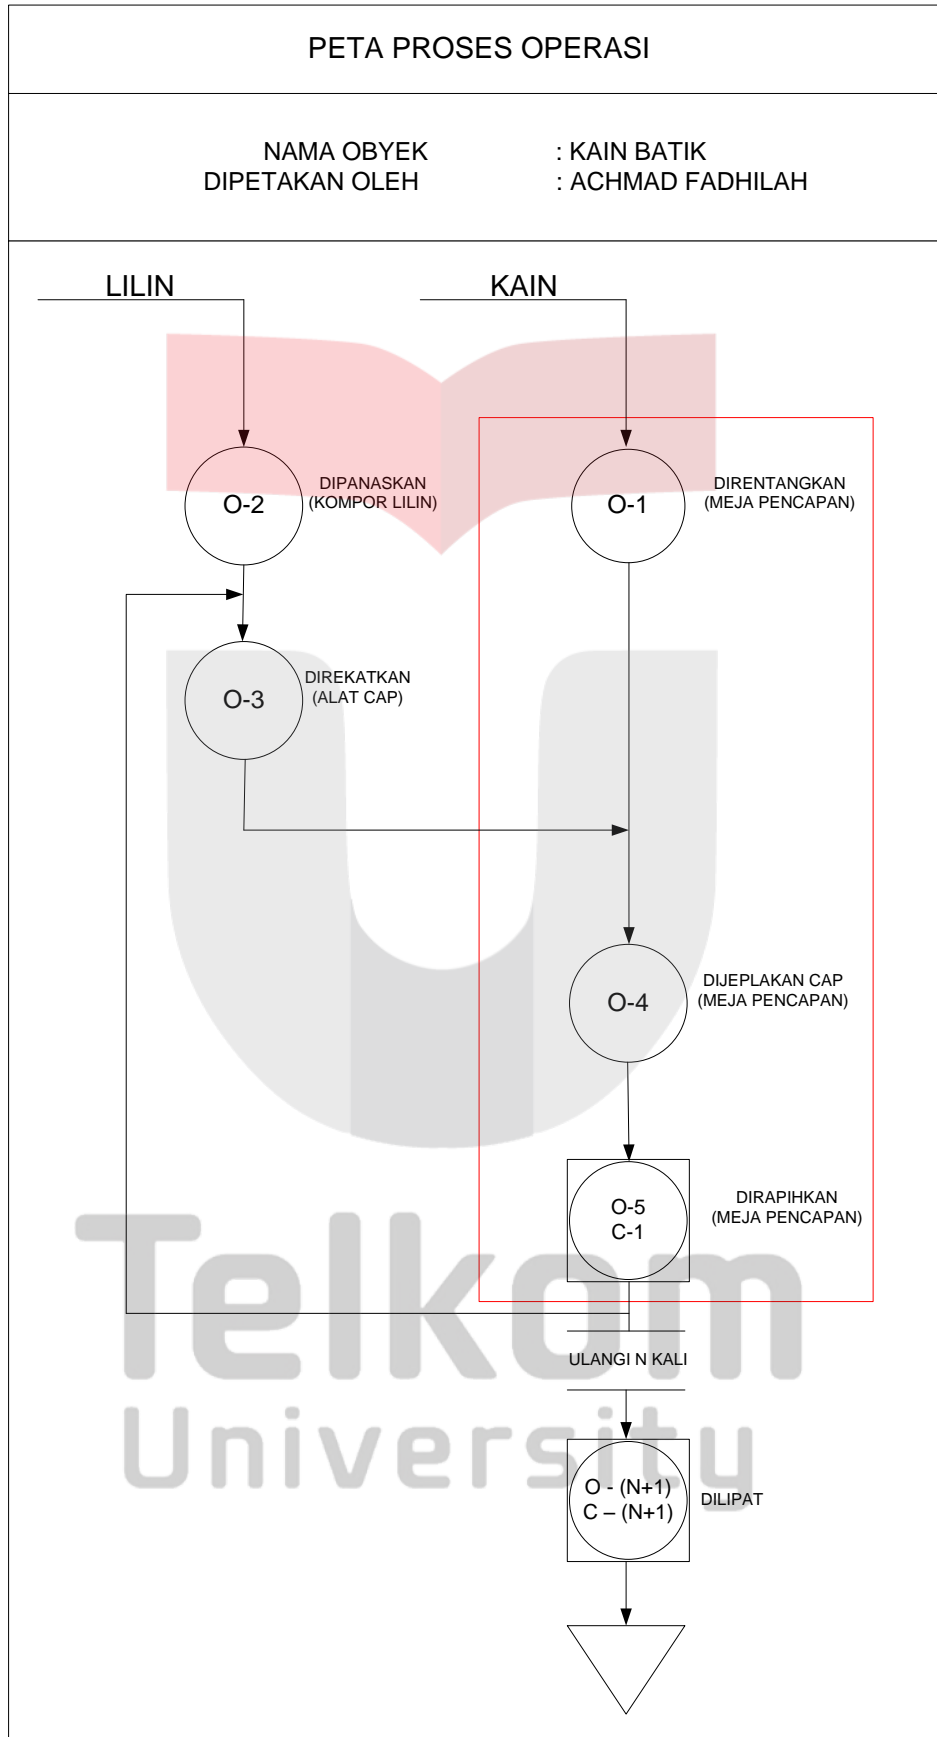 PETA PROSES OPERASI
NAMA OBYEK : KAIN BATIK
DIPETAKAN OLEH : ACHMAD FADHILAH
LILIN
KAIN
O-2
DIPANASKAN
(KOMPOR LILIN)
O-1
DIRENTANGKAN
(MEJA PENCAPAN)
O-3
DIREKATKAN
(ALAT CAP)
O-4
DIJEPLAKAN CAP
(MEJA PENCAPAN)
O-5
C-1
DIRAPIHKAN
(MEJA PENCAPAN)
Telkom
ULANGI N KALI
University
O - (N+1)
C – (N+1)
DILIPAT